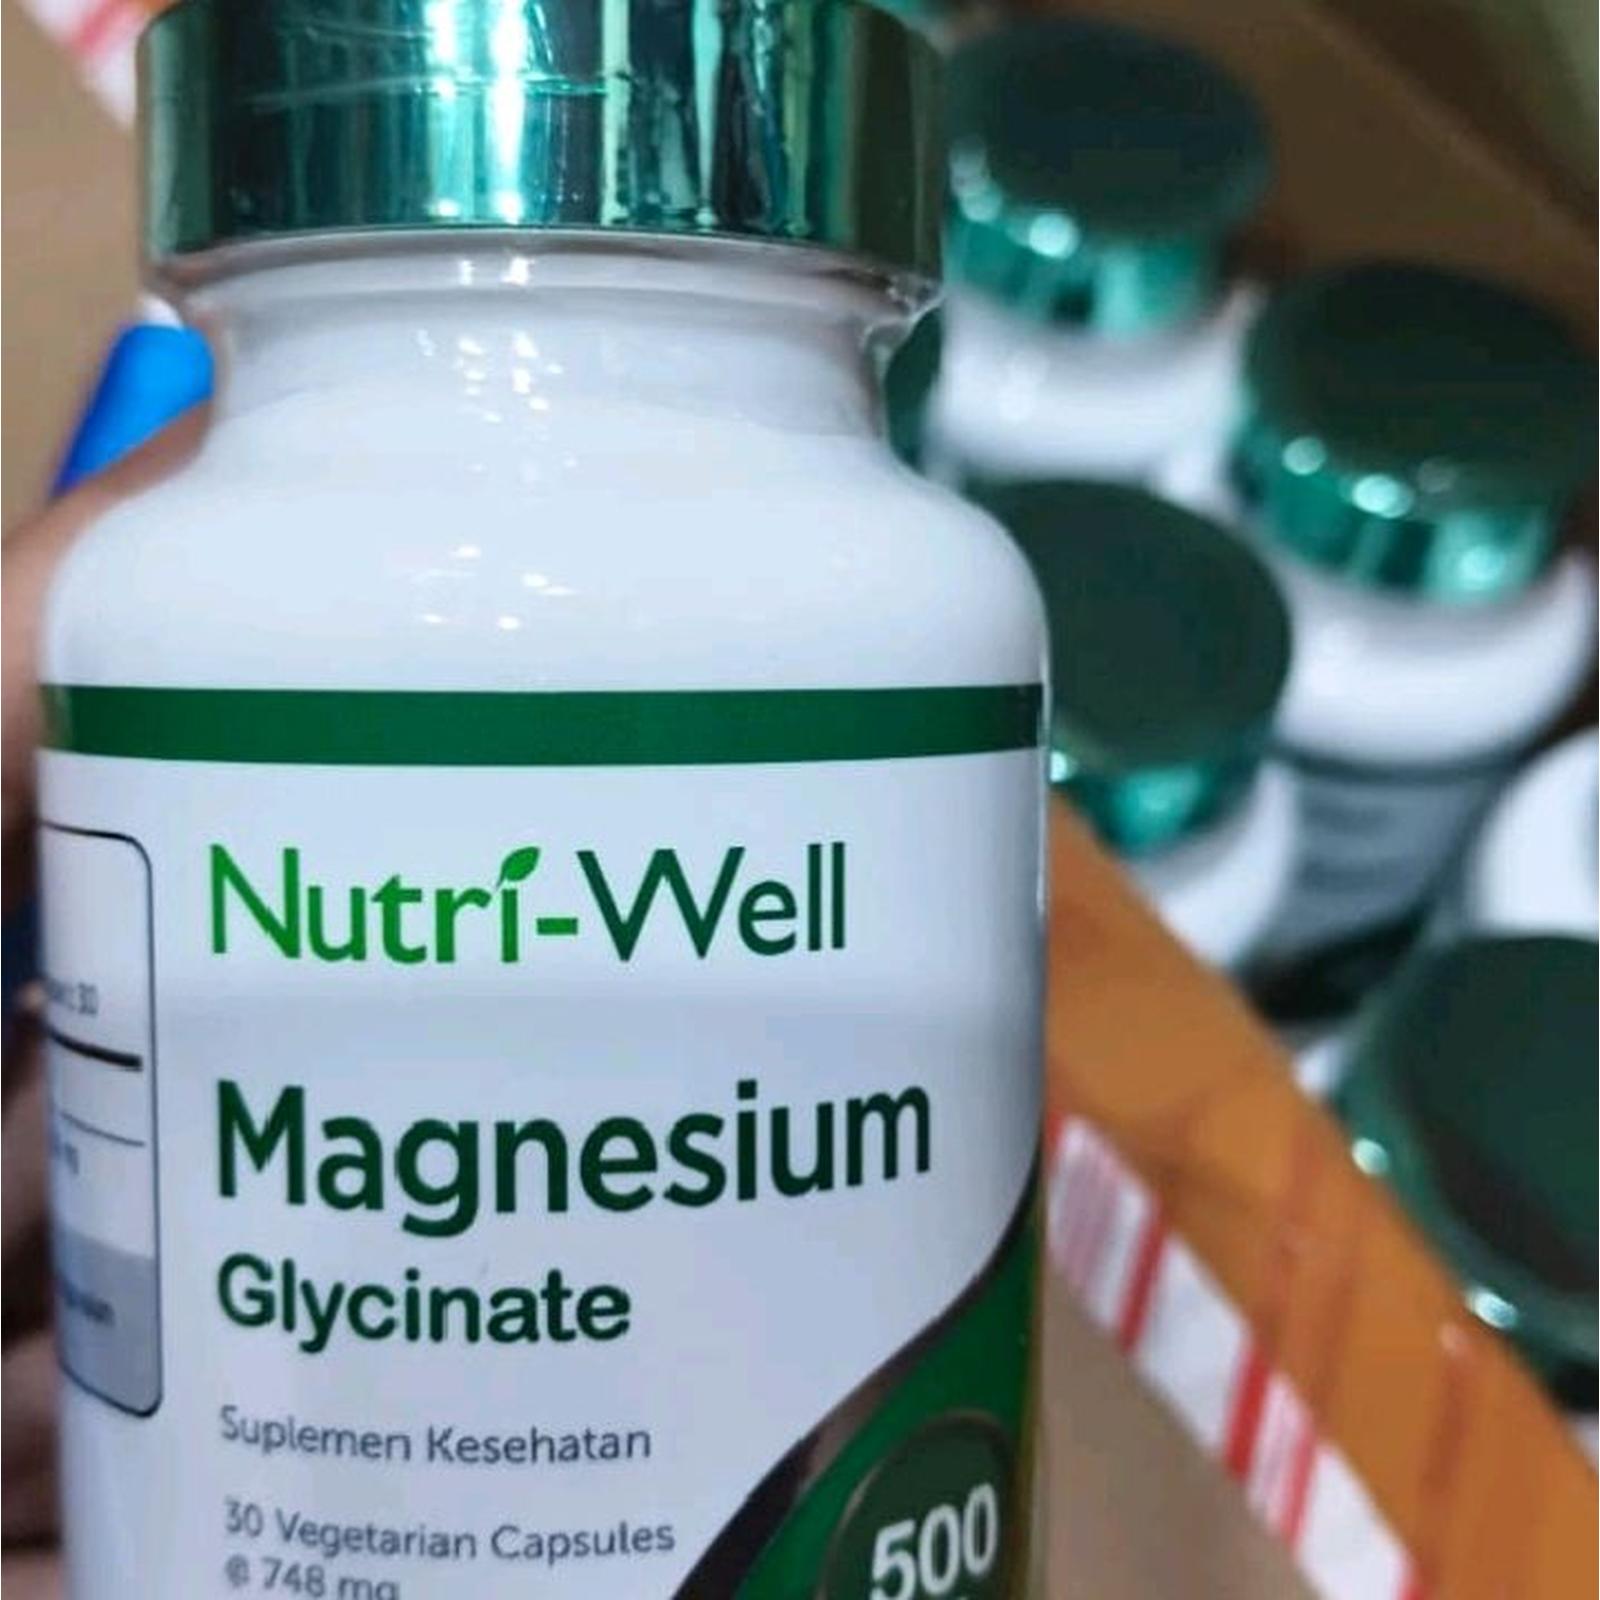 Nutri-Well
Magnesium
Glycinate
Suplemen Kesehatan
30 Vegetarian Capsules
@ 748 mg
500